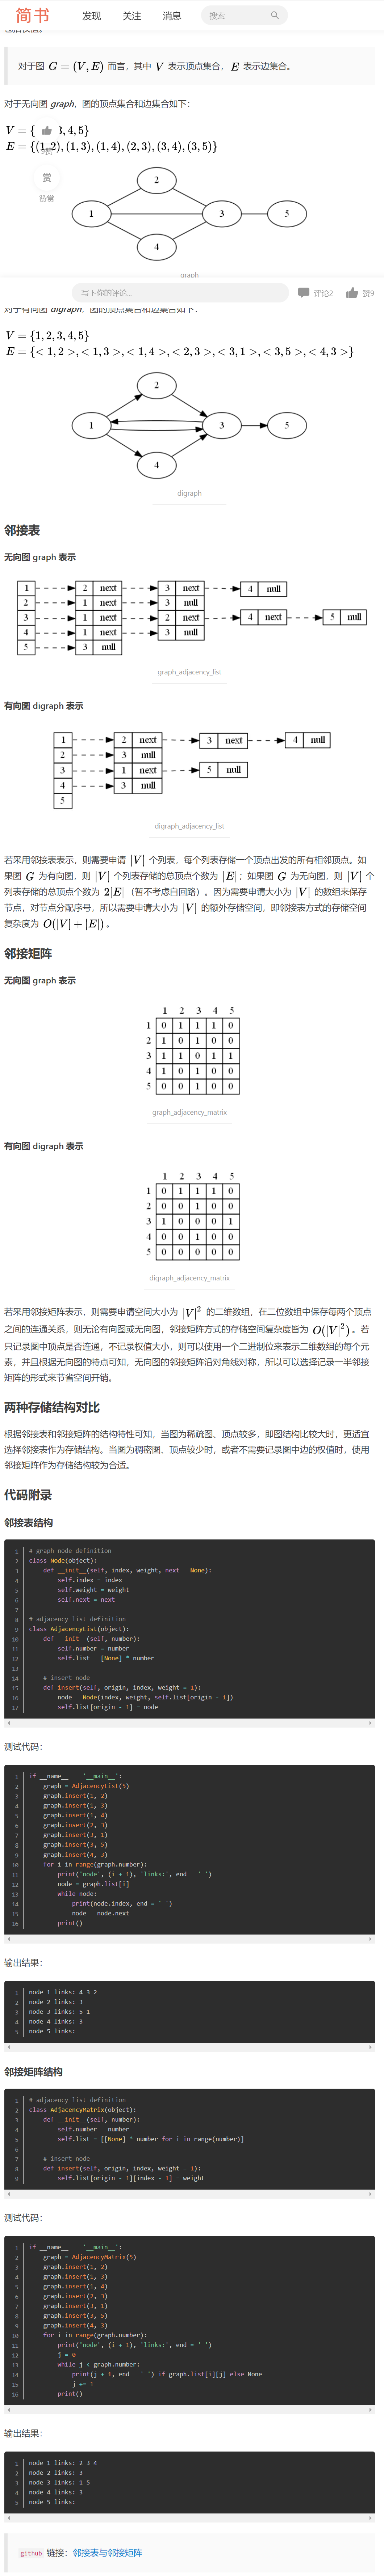 简书 发现 关注 消息 搜索
对于图 G = (V, E) 而言，其中 V 表示顶点集合， E 表示边集合。
对于无向图 graph，图的顶点集合和边集合如下：
V = { 3, 4, 5}
E = {(1, 2), (1, 3), (1, 4), (2, 3), (3, 4), (3, 5)}
9赞
赏
赞赏
2
1 3 5
4
graph
写下你的评论... 评论2 赞9
对于有向图 digraph，图的顶点集合和边集合如下：
V = {1, 2, 3, 4, 5}
E = {< 1, 2 >, < 1, 3 >, < 1, 4 >, < 2, 3 >, < 3, 1 >, < 3, 5 >, < 4, 3 >}
2
1 3 5
4
digraph
邻接表
无向图 graph 表示
1 2 next 3 next 4 null
2 1 next 3 null
3 1 next 2 next 4 next 5 null
4 1 next 3 null
5 3 null
graph_adjacency_list
有向图 digraph 表示
1 2 next 3 next 4 null
2 3 null
3 1 next 5 null
4 3 null
5
digraph_adjacency_list
若采用邻接表表示，则需要申请 |V| 个列表，每个列表存储一个顶点出发的所有相邻顶点。如
果图 G 为有向图，则 |V| 个列表存储的总顶点个数为 |E|；如果图 G 为无向图，则 |V| 个
列表存储的总顶点个数为 2|E|（暂不考虑自回路）。因为需要申请大小为 |V| 的数组来保存
节点，对节点分配序号，所以需要申请大小为 |V| 的额外存储空间，即邻接表方式的存储空间
复杂度为 O(|V| + |E|)。
邻接矩阵
无向图 graph 表示
1 2 3 4 5
1 0 1 1 1 0
2 1 0 1 0 0
3 1 1 0 1 1
4 1 0 1 0 0
5 0 0 1 0 0
graph_adjacency_matrix
有向图 digraph 表示
1 2 3 4 5
1 0 1 1 1 0
2 0 0 1 0 0
3 1 0 0 0 1
4 0 0 1 0 0
5 0 0 0 0 0
digraph_adjacency_matrix
若采用邻接矩阵表示，则需要申请空间大小为 |V|² 的二维数组，在二位数组中保存每两个顶点
之间的连通关系，则无论有向图或无向图，邻接矩阵方式的存储空间复杂度皆为 O(|V|²)。若
只记录图中顶点是否连通，不记录权值大小，则可以使用一个二进制位来表示二维数组的每个元
素，并且根据无向图的特点可知，无向图的邻接矩阵沿对角线对称，所以可以选择记录一半邻接
矩阵的形式来节省空间开销。
两种存储结构对比
根据邻接表和邻接矩阵的结构特性可知，当图为稀疏图、顶点较多，即图结构比较大时，更适宜
选择邻接表作为存储结构。当图为稠密图、顶点较少时，或者不需要记录图中边的权值时，使用
邻接矩阵作为存储结构较为合适。
代码附录
邻接表结构
1 # graph node definition
2 class Node(object):
3 def __init__(self, index, weight, next = None):
4 self.index = index
5 self.weight = weight
6 self.next = next
7
8 # adjacency list definition
9 class AdjacencyList(object):
10 def __init__(self, number):
11 self.number = number
12 self.list = [None] * number
13
14 # insert node
15 def insert(self, origin, index, weight = 1):
16 node = Node(index, weight, self.list[origin - 1])
17 self.list[origin - 1] = node
测试代码：
1 if __name__ == '__main__':
2 graph = AdjacencyList(5)
3 graph.insert(1, 2)
4 graph.insert(1, 3)
5 graph.insert(1, 4)
6 graph.insert(2, 3)
7 graph.insert(3, 1)
8 graph.insert(3, 5)
9 graph.insert(4, 3)
10 for i in range(graph.number):
11 print('node', (i + 1), 'links:', end = ' ')
12 node = graph.list[i]
13 while node:
14 print(node.index, end = ' ')
15 node = node.next
16 print()
输出结果：
1 node 1 links: 4 3 2
2 node 2 links: 3
3 node 3 links: 5 1
4 node 4 links: 3
5 node 5 links:
邻接矩阵结构
1 # adjacency list definition
2 class AdjacencyMatrix(object):
3 def __init__(self, number):
4 self.number = number
5 self.list = [[None] * number for i in range(number)]
6
7 # insert node
8 def insert(self, origin, index, weight = 1):
9 self.list[origin - 1][index - 1] = weight
测试代码：
1 if __name__ == '__main__':
2 graph = AdjacencyMatrix(5)
3 graph.insert(1, 2)
4 graph.insert(1, 3)
5 graph.insert(1, 4)
6 graph.insert(2, 3)
7 graph.insert(3, 1)
8 graph.insert(3, 5)
9 graph.insert(4, 3)
10 for i in range(graph.number):
11 print('node', (i + 1), 'links:', end = ' ')
12 j = 0
13 while j < graph.number:
14 print(j + 1, end = ' ') if graph.list[i][j] else None
15 j += 1
16 print()
输出结果：
1 node 1 links: 2 3 4
2 node 2 links: 3
3 node 3 links: 1 5
4 node 4 links: 3
5 node 5 links:
github 链接：邻接表与邻接矩阵